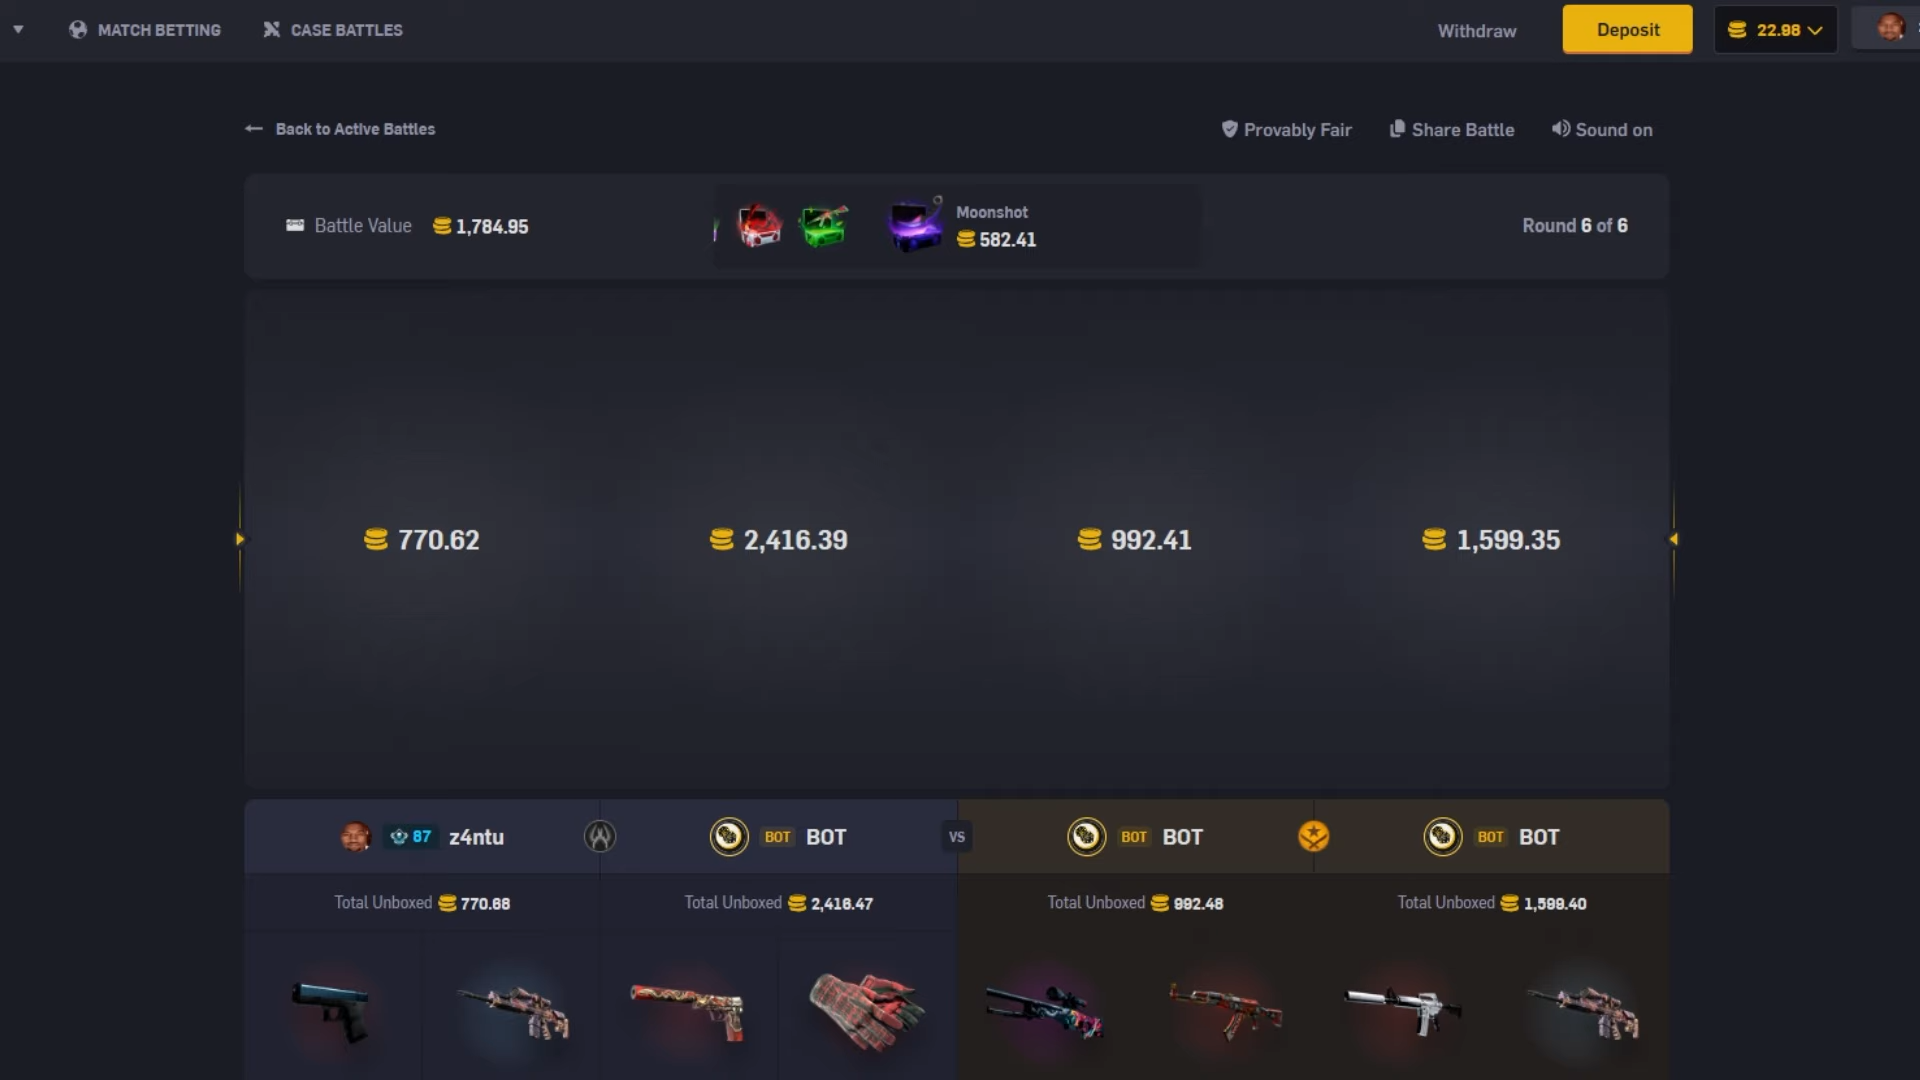 MATCH BETTING
CASE BATTLES
Withdraw
Deposit
22.98
Back to Active Battles
Provably Fair
Share Battle
Sound on
Battle Value 1,784.95
Moonshot
582.41
Round 6 of 6
770.62
2,416.39
992.41
1,599.35
87 z4ntu
BOT BOT
VS
BOT BOT
BOT BOT
Total Unboxed 770.68
Total Unboxed 2,416.47
Total Unboxed 992.48
Total Unboxed 1,599.40